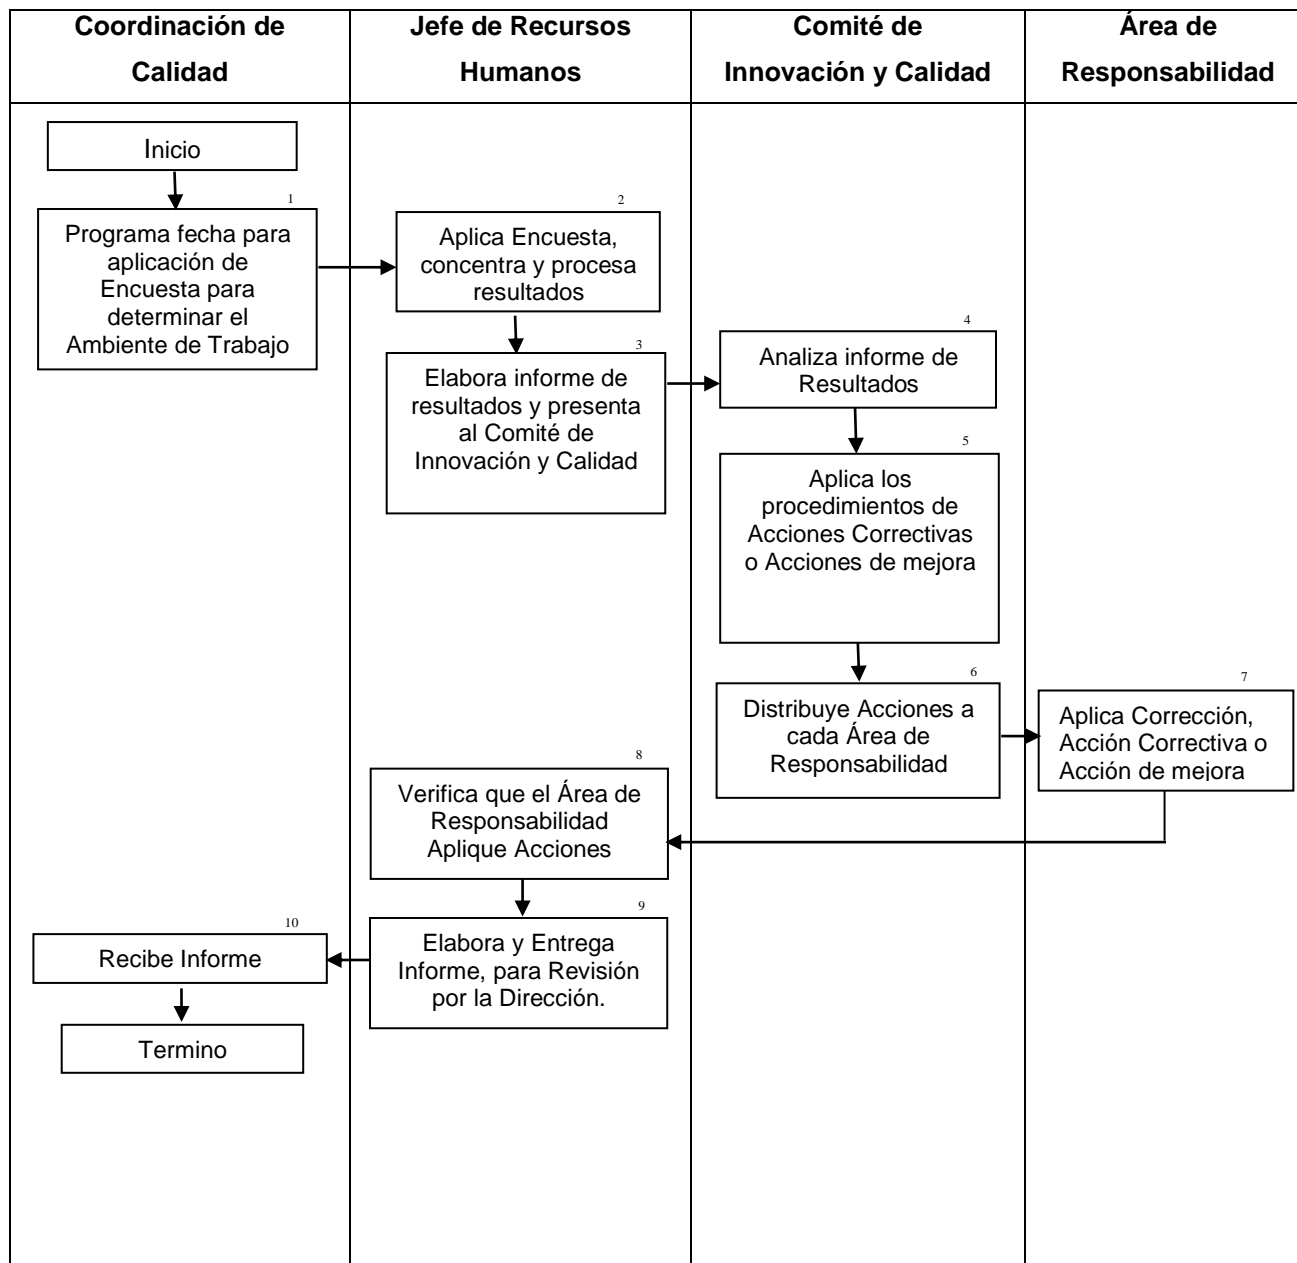 Coordinación de
Calidad
Jefe de Recursos
Humanos
Comité de
Innovación y Calidad
Área de
Responsabilidad
Inicio
1
Programa fecha para
aplicación de
Encuesta para
determinar el
Ambiente de Trabajo
2
Aplica Encuesta,
concentra y procesa
resultados
3
Elabora informe de
resultados y presenta
al Comité de
Innovación y Calidad
4
Analiza informe de
Resultados
5
Aplica los
procedimientos de
Acciones Correctivas
o Acciones de mejora
6
Distribuye Acciones a
cada Área de
Responsabilidad
7
Aplica Corrección,
Acción Correctiva o
Acción de mejora
8
Verifica que el Área de
Responsabilidad
Aplique Acciones
9
Elabora y Entrega
Informe, para Revisión
por la Dirección.
10
Recibe Informe
Termino